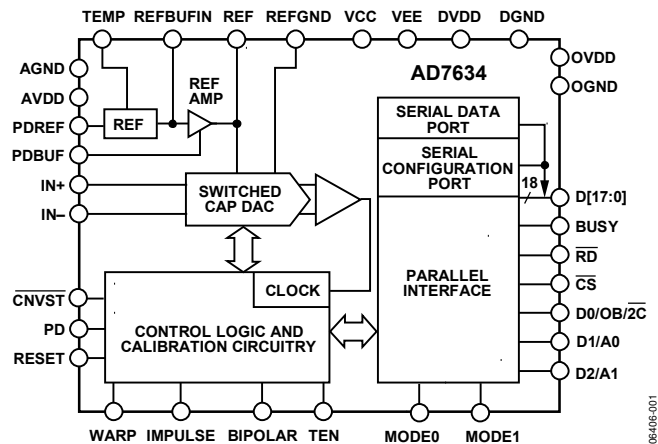 TEMP REFBUFIN REF REFGND VCC VEE DVDD DGND
AGND
AVDD
PDREF
PDBUF
IN+
IN–
CNVST
PD
RESET
REF
REF
AMP
SWITCHED
CAP DAC
CLOCK
CONTROL LOGIC AND
CALIBRATION CIRCUITRY
AD7634
SERIAL DATA
PORT
SERIAL
CONFIGURATION
PORT
18
PARALLEL
INTERFACE
OVDD
OGND
D[17:0]
BUSY
RD
CS
D0/OB/2C
D1/A0
D2/A1
WARP IMPULSE BIPOLAR TEN MODE0 MODE1
06406-001